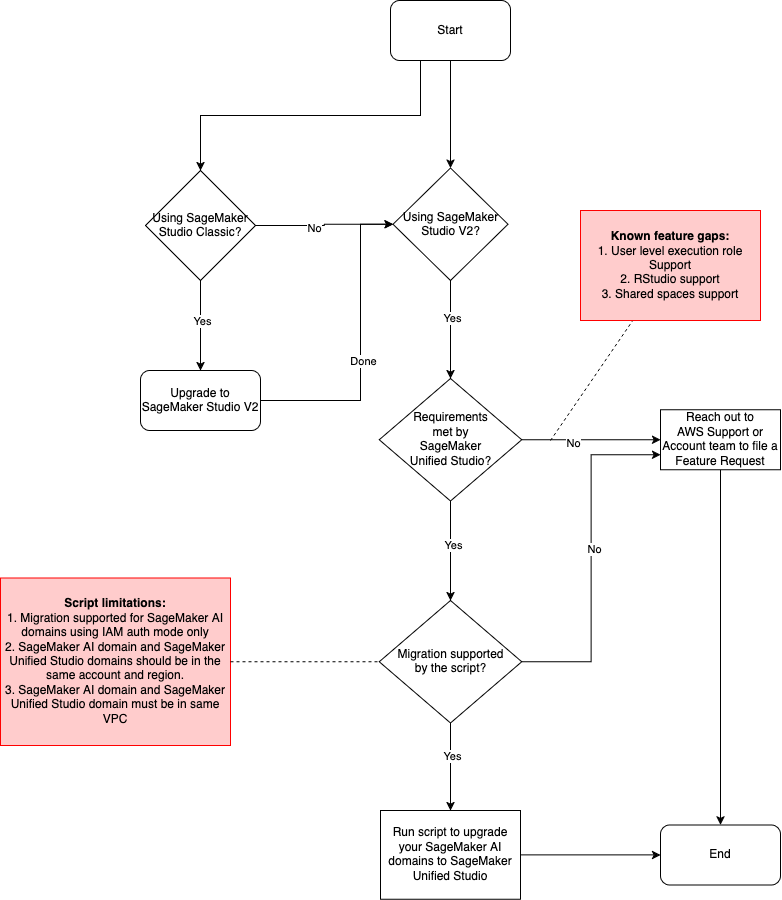 Start
Using SageMaker
Studio Classic?
No
Using SageMaker
Studio V2?
Known feature gaps:
1. User level execution role
Support
2. RStudio support
3. Shared spaces support
Yes
Yes
Done
Upgrade to
SageMaker Studio V2
Requirements
met by
SageMaker
Unified Studio?
No
Reach out to
AWS Support or
Account team to file a
Feature Request
Yes
No
Script limitations:
1. Migration supported for SageMaker AI
domains using IAM auth mode only
2. SageMaker AI domain and SageMaker
Unified Studio domains should be in the
same account and region.
3. SageMaker AI domain and SageMaker
Unified Studio domain must be in same
VPC
Migration supported
by the script?
Yes
Run script to upgrade
your SageMaker AI
domains to SageMaker
Unified Studio
End